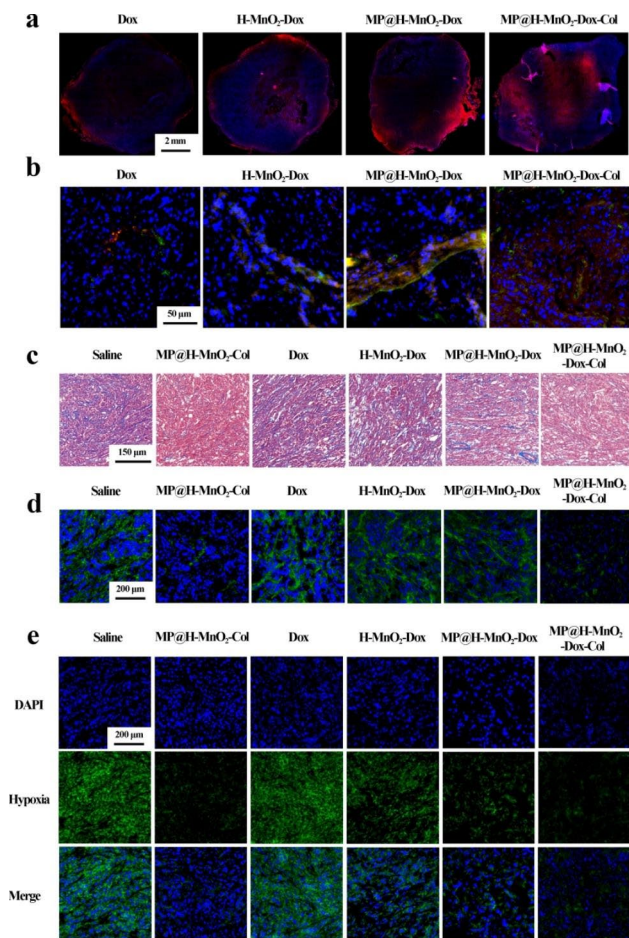 a
Dox
H-MnO₂-Dox
MP@H-MnO₂-Dox
MP@H-MnO₂-Dox-Col
2 mm
b
Dox
H-MnO₂-Dox
MP@H-MnO₂-Dox
MP@H-MnO₂-Dox-Col
50 μm
c
Saline
MP@H-MnO₂-Col
Dox
H-MnO₂-Dox
MP@H-MnO₂-Dox
MP@H-MnO₂
-Dox-Col
150 μm
d
Saline
MP@H-MnO₂-Col
Dox
H-MnO₂-Dox
MP@H-MnO₂-Dox
MP@H-MnO₂
-Dox-Col
200 μm
e
Saline
MP@H-MnO₂-Col
Dox
H-MnO₂-Dox
MP@H-MnO₂-Dox
MP@H-MnO₂
-Dox-Col
DAPI
200 μm
Hypoxia
Merge